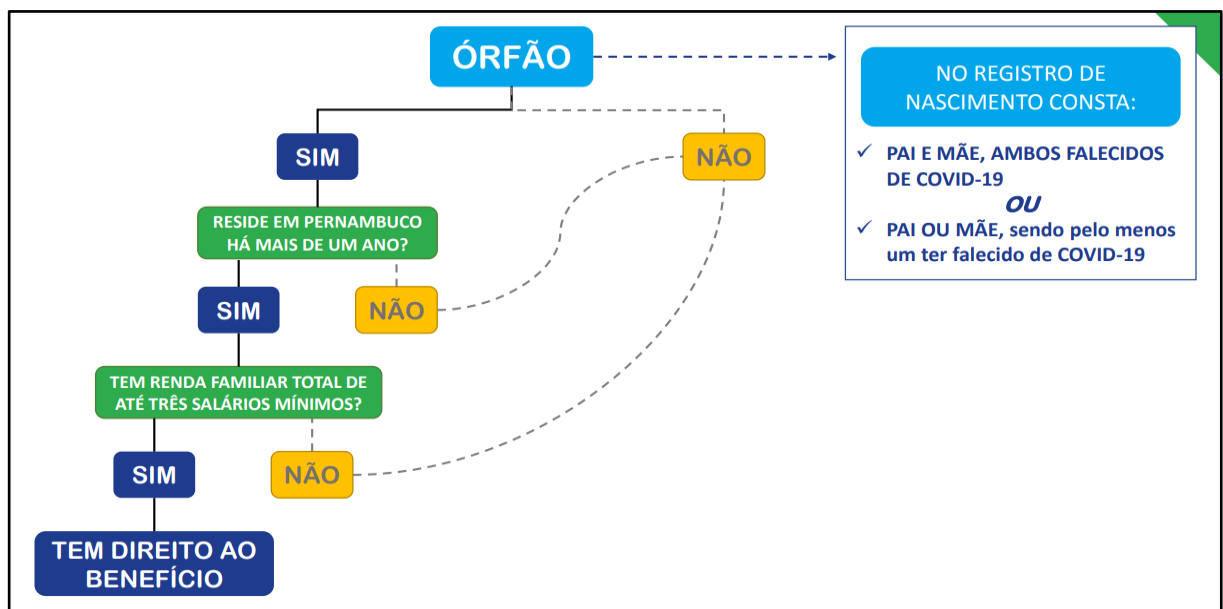 ÓRFÃO
NO REGISTRO DE
NASCIMENTO CONSTA:
✓ PAI E MÃE, AMBOS FALECIDOS
DE COVID-19
OU
✓ PAI OU MÃE, sendo pelo menos
um ter falecido de COVID-19
SIM
NÃO
RESIDE EM PERNAMBUCO
HÁ MAIS DE UM ANO?
SIM
NÃO
TEM RENDA FAMILIAR TOTAL DE
ATÉ TRÊS SALÁRIOS MÍNIMOS?
SIM
NÃO
TEM DIREITO AO
BENEFÍCIO